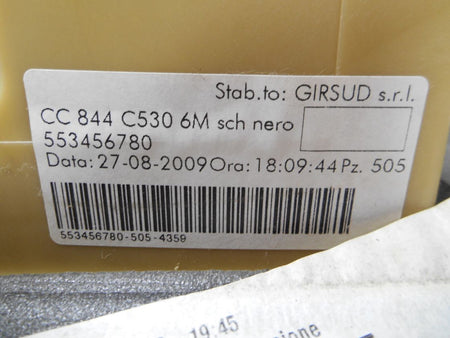 Stab.to: GIRSUD s.r.l.
CC 844 C530 6M sch nero
553456780
Data: 27-08-2009 Ora: 18:09:44 Pz. 505
553456780-505-4359
19:45